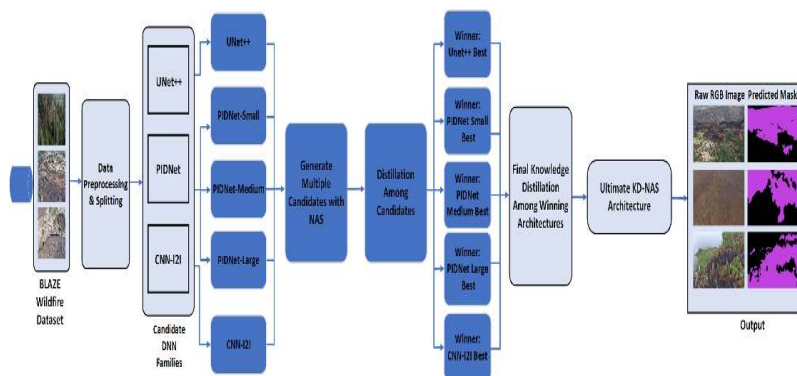 BLAZE
Wildfire
Dataset
Data
Preprocessing
& Splitting
UNet++
PIDNet
CNN-I2I
Candidate
DNN
Families
UNet++
PIDNet-Small
PIDNet-Medium
PIDNet-Large
CNN-I2I
Generate
Multiple
Candidates with
NAS
Distillation
Among
Candidates
Winner:
Unet++ Best
Winner:
PIDNet
Small Best
Winner:
PIDNet
Medium Best
Winner:
PIDNet Large
Best
Winner:
CNN-I2I Best
Final Knowledge
Distillation
Among Winning
Architectures
Ultimate KD-NAS
Architecture
Raw RGB Image
Predicted Mask
Output